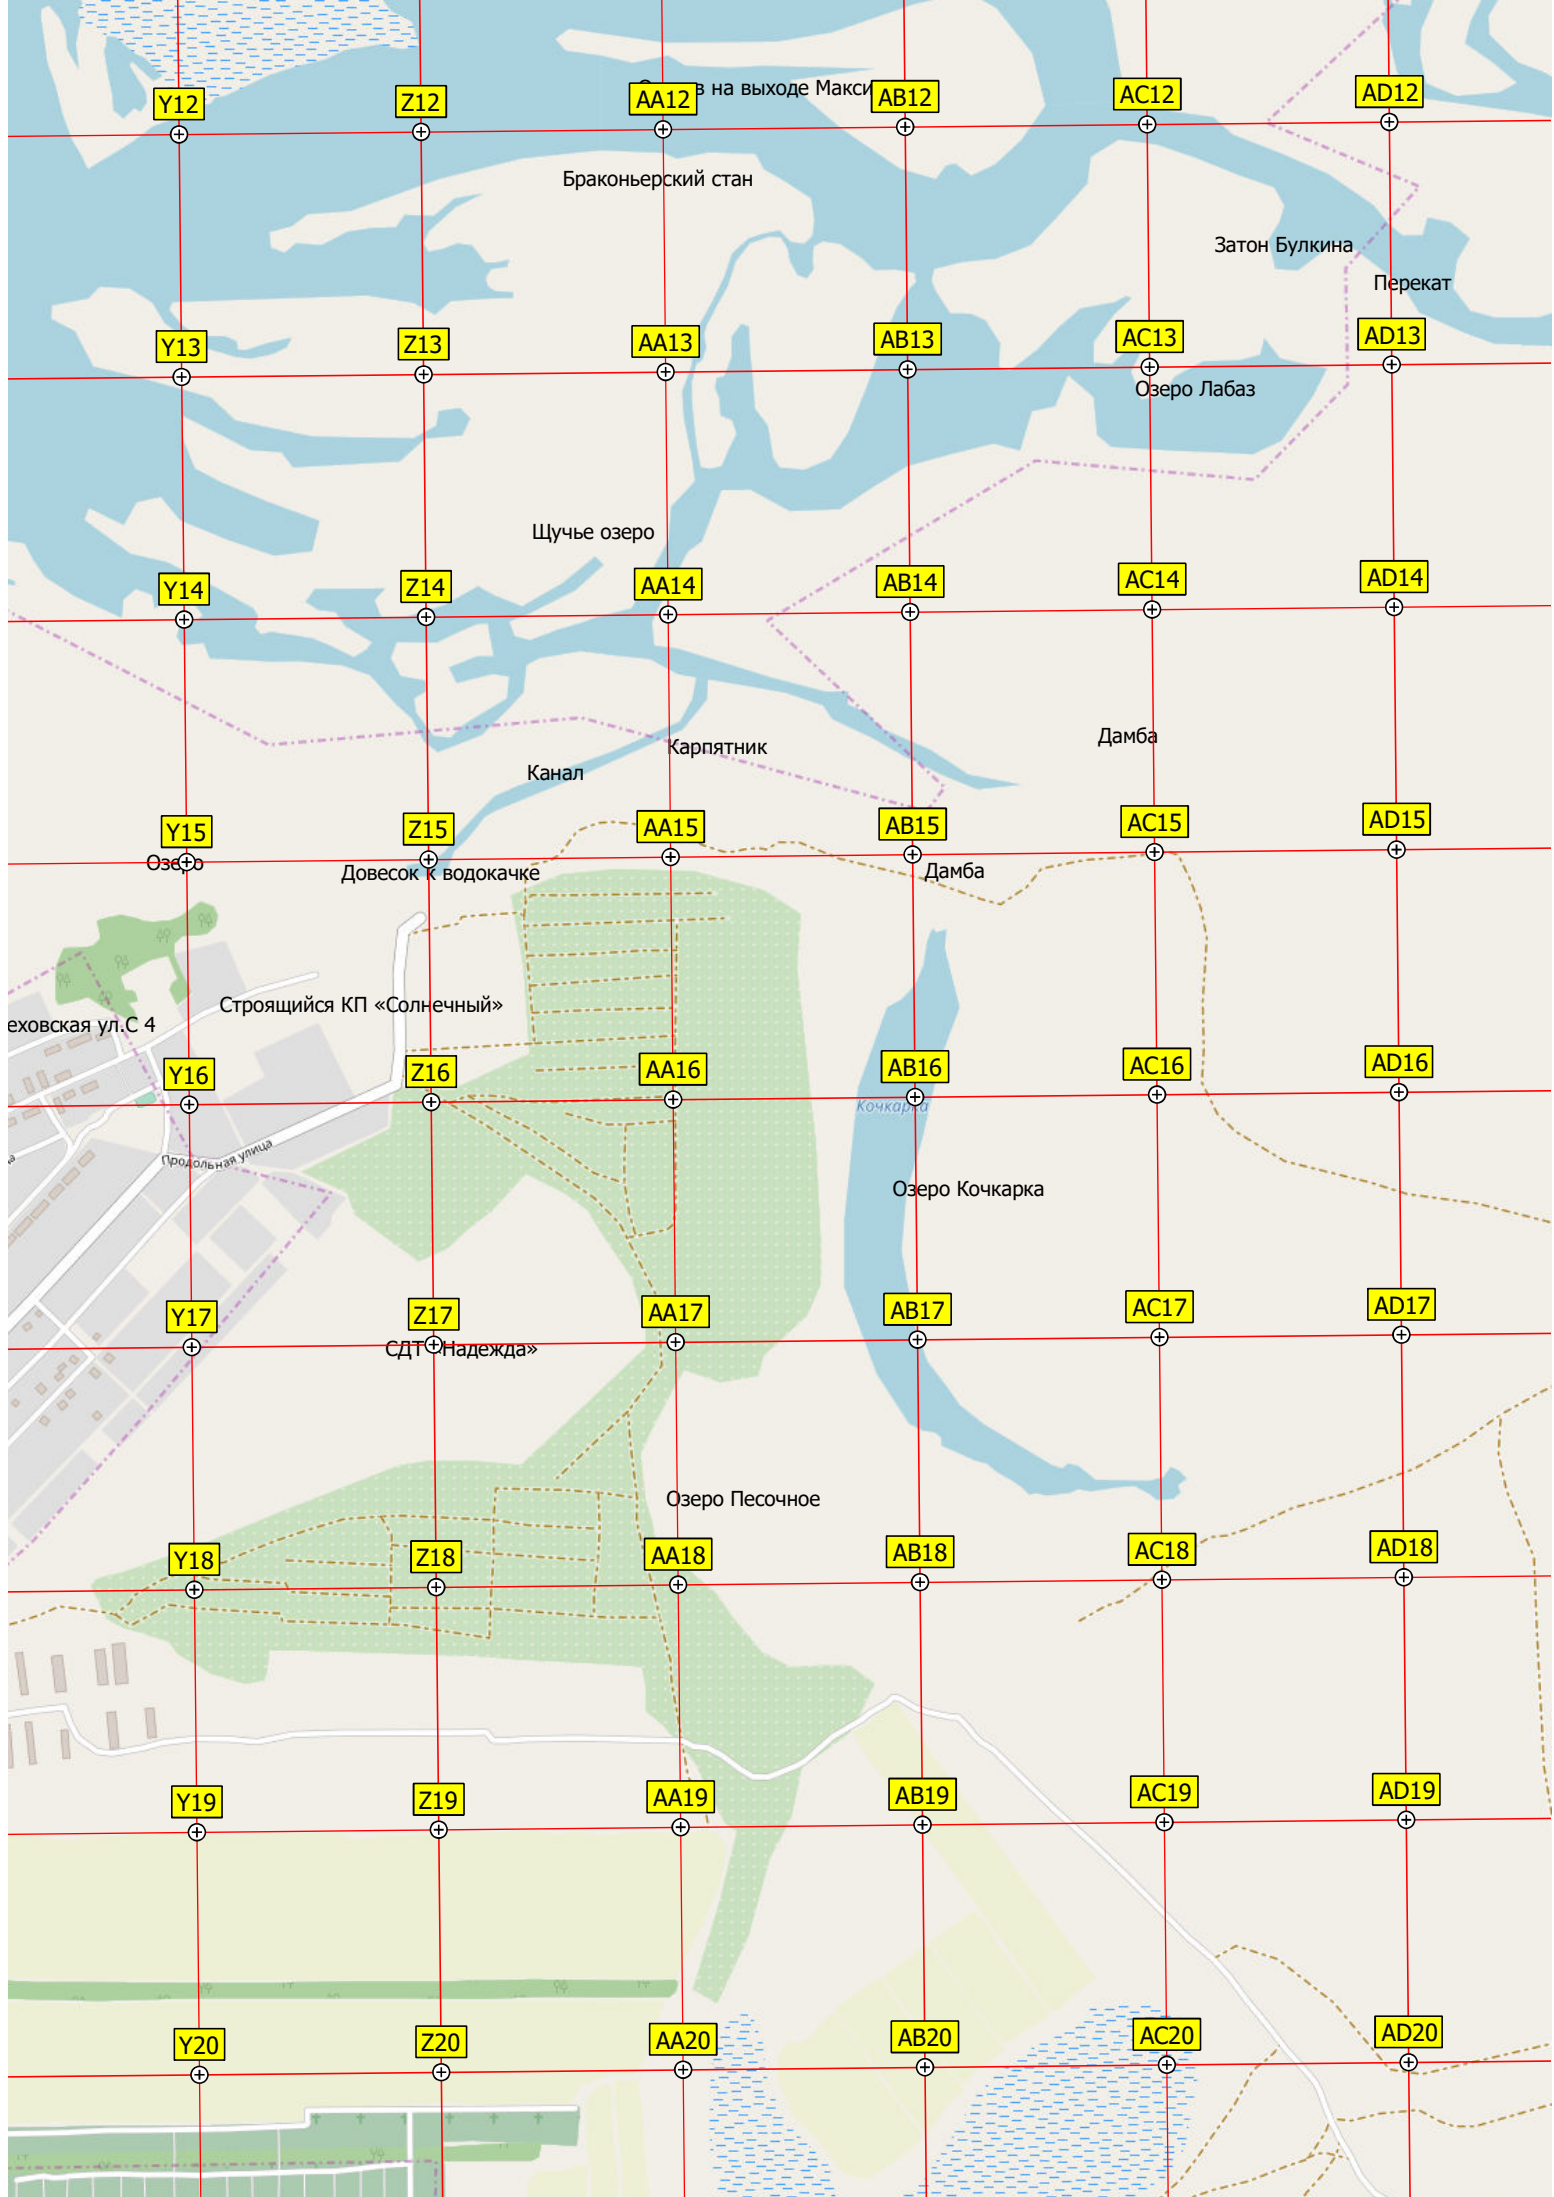 в на выходе Макси
Y12 Z12 AA12 AB12 AC12 AD12
Браконьерский стан
Затон Булкина
Перекат
Y13 Z13 AA13 AB13 AC13 AD13
Озеро Лабаз
Щучье озеро
Y14 Z14 AA14 AB14 AC14 AD14
Дамба
Карпятник
Канал
Y15 Z15 AA15 AB15 AC15 AD15
Озеро
Довесок к водокачке
Дамба
Строящийся КП «Солнечный»
еховская ул.С 4
Y16 Z16 AA16 AB16 AC16 AD16
Кочкарка
Продольная улица
Озеро Кочкарка
Y17 Z17 AA17 AB17 AC17 AD17
СДТ «Надежда»
Озеро Песочное
Y18 Z18 AA18 AB18 AC18 AD18
Y19 Z19 AA19 AB19 AC19 AD19
Y20 Z20 AA20 AB20 AC20 AD20